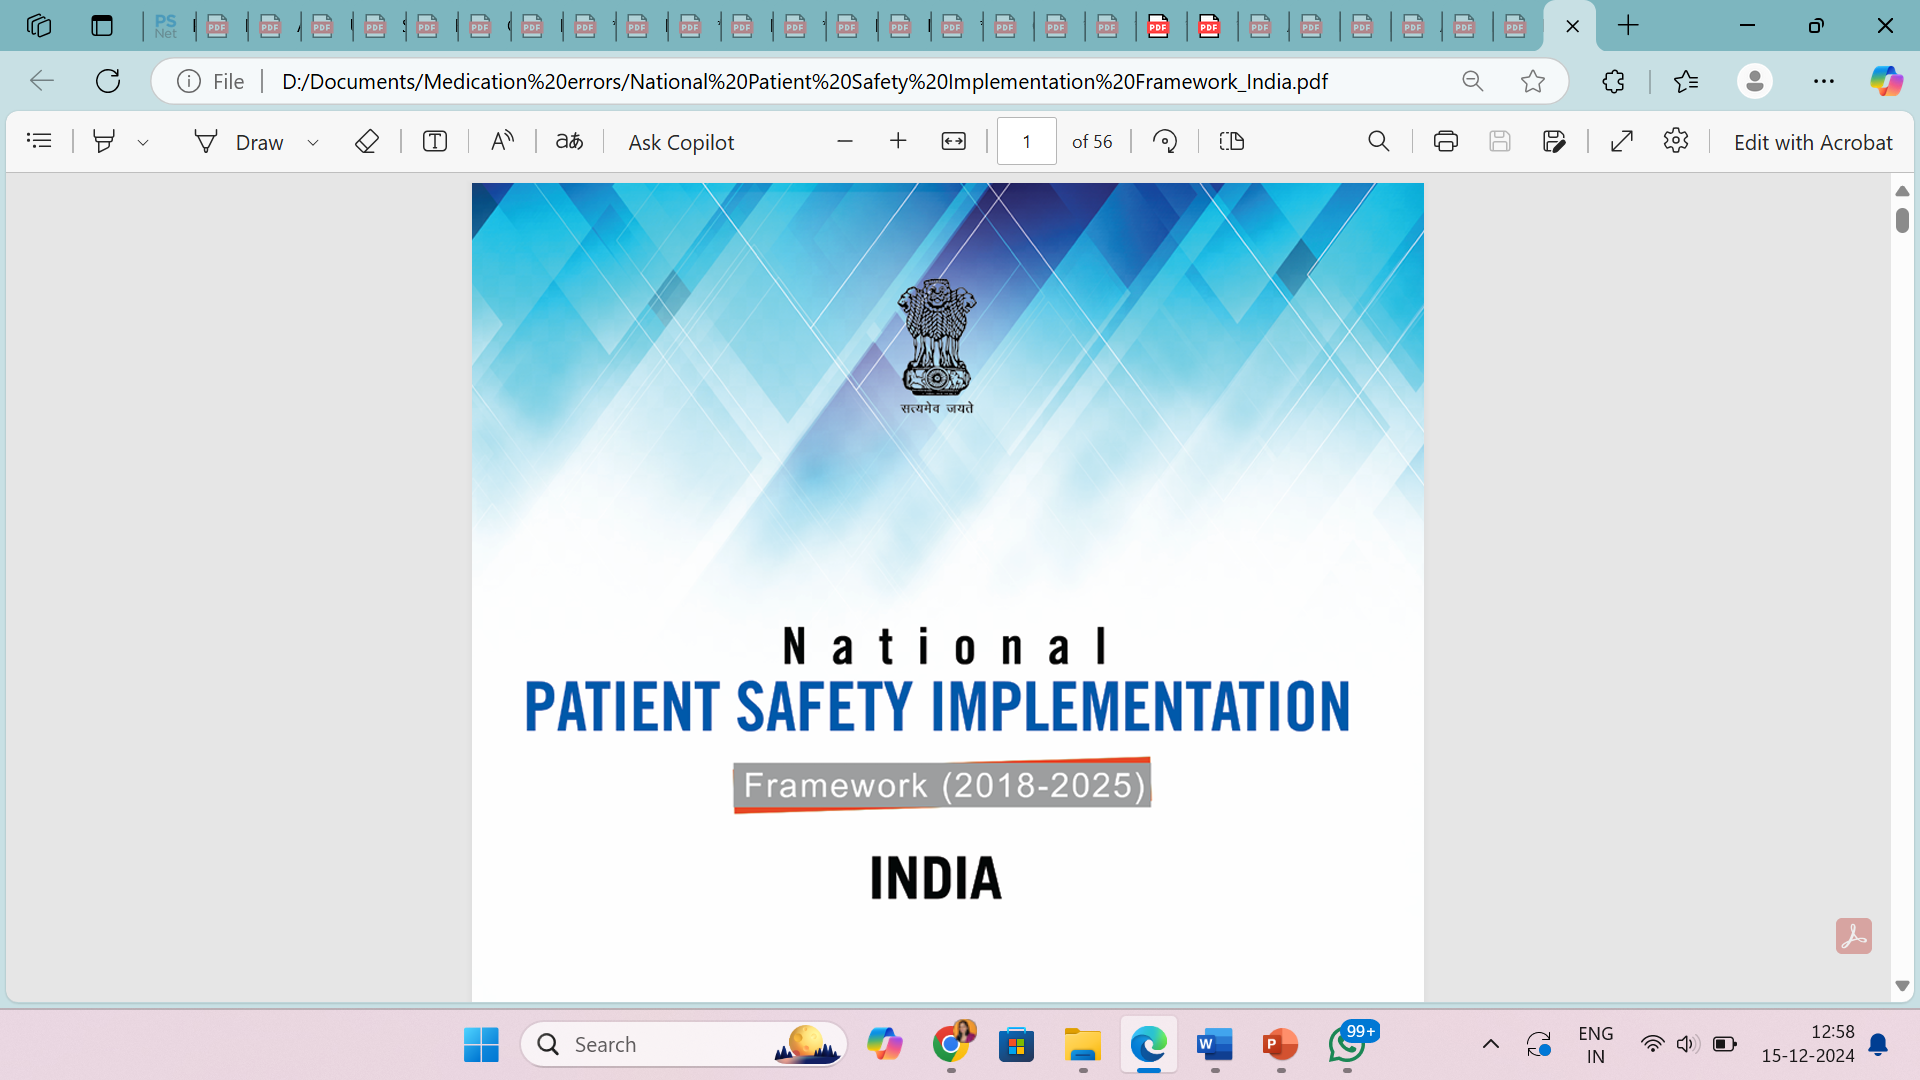 PS
Net
D:/Documents/Medication%20errors/National%20Patient%20Safety%20Implementation%20Framework_India.pdf
File
Draw
Ask Copilot
1
of 56
Edit with Acrobat
सत्यमेव जयते
National
PATIENT SAFETY IMPLEMENTATION
Framework (2018-2025)
INDIA
Search
99+
ENG
IN
12:58
15-12-2024